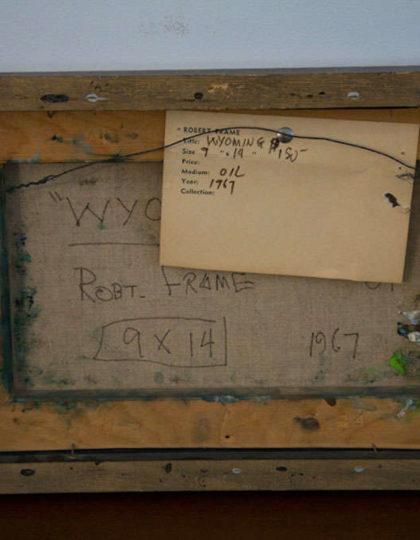 ROBERT FRAME
Title: WYOMING
Size 9 " x 14 " $150-
Price:
Medium: OIL
Year: 1967
Collection:
"WYO
ROBT. FRAME
9 X 14
1967